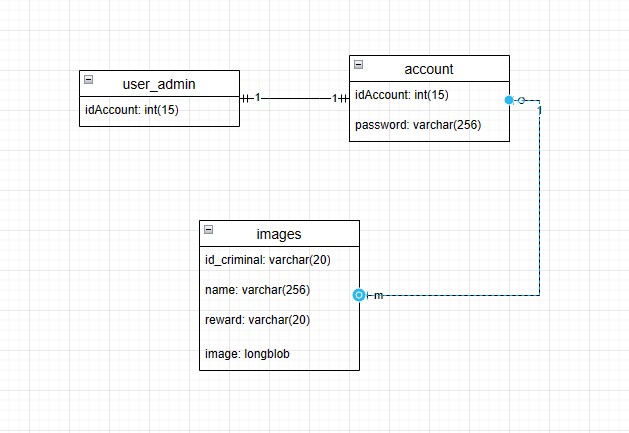 user_admin
idAccount: int(15)
1
1
account
idAccount: int(15)
password: varchar(256)
1
images
id_criminal: varchar(20)
name: varchar(256)
reward: varchar(20)
image: longblob
m